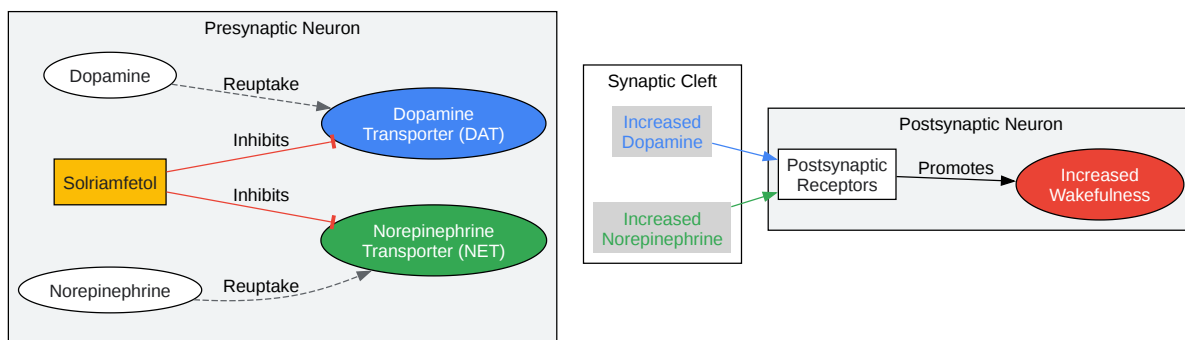 Presynaptic Neuron
Dopamine
Reuptake
Dopamine
Transporter (DAT)
Inhibits
Solriamfetol
Inhibits
Norepinephrine
Transporter (NET)
Norepinephrine
Reuptake
Synaptic Cleft
Increased
Dopamine
Increased
Norepinephrine
Postsynaptic Neuron
Postsynaptic
Receptors
Promotes
Increased
Wakefulness